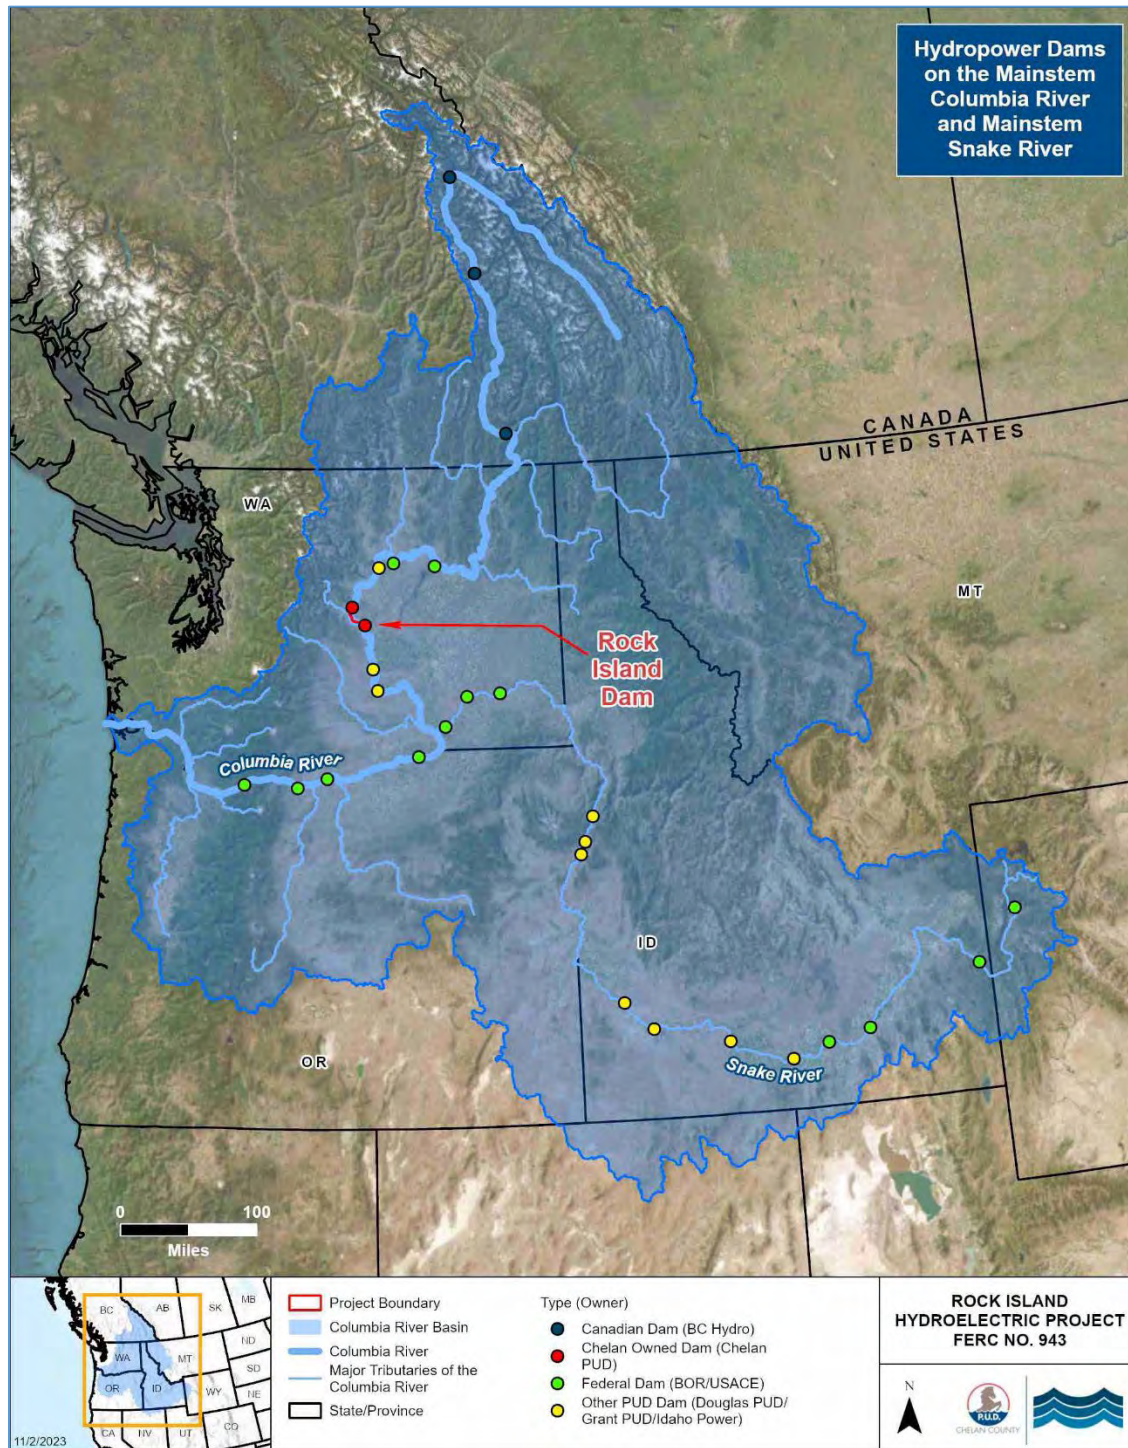 Hydropower Dams
on the Mainstem
Columbia River
and Mainstem
Snake River
CANADA
UNITED STATES
WA
MT
Rock
Island
Dam
Columbia River
ID
OR
Snake River
0 100
Miles
BC
AB
SK
MB
ND
WA
MT
SD
OR
ID
WY
NE
CA
NV
UT
CO
11/2/2023
Project Boundary
Columbia River Basin
Columbia River
Major Tributaries of the
Columbia River
State/Province
Type (Owner)
Canadian Dam (BC Hydro)
Chelan Owned Dam (Chelan
PUD)
Federal Dam (BOR/USACE)
Other PUD Dam (Douglas PUD/
Grant PUD/Idaho Power)
ROCK ISLAND
HYDROELECTRIC PROJECT
FERC NO. 943
N
P.U.D.
CHELAN COUNTY